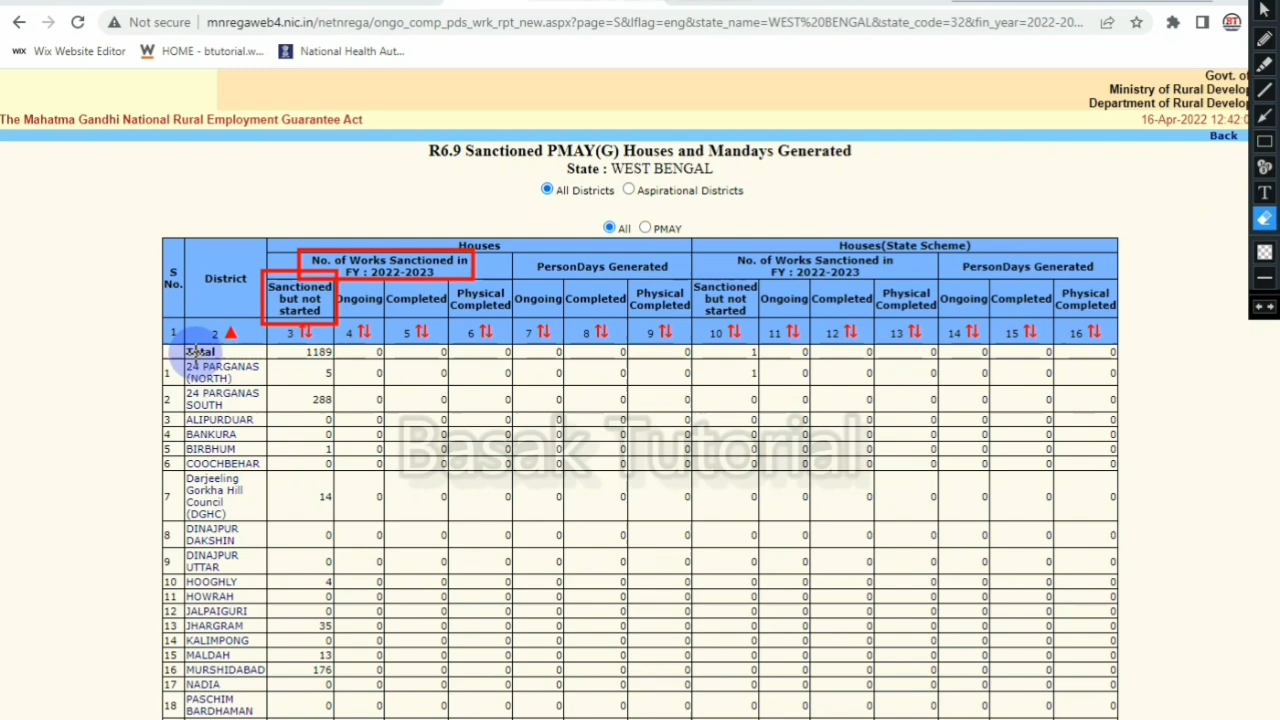 Not secure mnregaweb4.nic.in/netnrega/ongo_comp_pds_wrk_rpt_new.aspx?page=S&lflag=eng&state_name=WEST%20BENGAL&state_code=32&fin_year=2022-20...
WIX Wix Website Editor W HOME - btutorial.w... National Health Aut...
Govt. of
Ministry of Rural Develop
Department of Rural Develop
The Mahatma Gandhi National Rural Employment Guarantee Act 16-Apr-2022 12:42:0
Back
R6.9 Sanctioned PMAY(G) Houses and Mandays Generated
State : WEST BENGAL
All Districts Aspirational Districts
All PMAY
S No. District Houses Houses(State Scheme)
No. of Works Sanctioned in FY : 2022-2023 PersonDays Generated No. of Works Sanctioned in FY : 2022-2023 PersonDays Generated
Sanctioned but not started Ongoing Completed Physical Completed Ongoing Completed Physical Completed Sanctioned but not started Ongoing Completed Physical Completed Ongoing Completed Physical Completed
1 2 3 4 5 6 7 8 9 10 11 12 13 14 15 16
Total 1189 0 0 0 0 0 0 1 0 0 0 0 0 0
1 24 PARGANAS (NORTH) 5 0 0 0 0 0 0 1 0 0 0 0 0 0
2 24 PARGANAS SOUTH 288 0 0 0 0 0 0 0 0 0 0 0 0 0
3 ALIPURDUAR 0 0 0 0 0 0 0 0 0 0 0 0 0 0
4 BANKURA 0 0 0 0 0 0 0 0 0 0 0 0 0 0
5 BIRBHUM 1 0 0 0 0 0 0 0 0 0 0 0 0 0
6 COOCHBEHAR 0 0 0 0 0 0 0 0 0 0 0 0 0 0
7 Darjeeling Gorkha Hill Council (DGHC) 14 0 0 0 0 0 0 0 0 0 0 0 0 0
8 DINAJPUR DAKSHIN 0 0 0 0 0 0 0 0 0 0 0 0 0 0
9 DINAJPUR UTTAR 0 0 0 0 0 0 0 0 0 0 0 0 0 0
10 HOOGHLY 4 0 0 0 0 0 0 0 0 0 0 0 0 0
11 HOWRAH 0 0 0 0 0 0 0 0 0 0 0 0 0 0
12 JALPAIGURI 0 0 0 0 0 0 0 0 0 0 0 0 0 0
13 JHARGRAM 35 0 0 0 0 0 0 0 0 0 0 0 0 0
14 KALIMPONG 0 0 0 0 0 0 0 0 0 0 0 0 0 0
15 MALDAH 13 0 0 0 0 0 0 0 0 0 0 0 0 0
16 MURSHIDABAD 176 0 0 0 0 0 0 0 0 0 0 0 0 0
17 NADIA 0 0 0 0 0 0 0 0 0 0 0 0 0 0
18 PASCHIM BARDHAMAN 0 0 0 0 0 0 0 0 0 0 0 0 0 0
Basak Tutorial